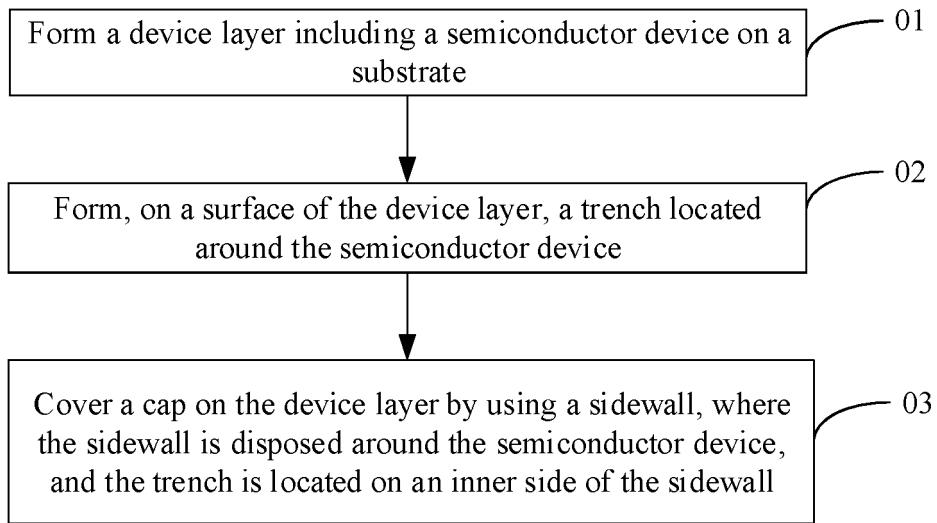 Form a device layer including a semiconductor device on a
substrate
01
Form, on a surface of the device layer, a trench located
around the semiconductor device
02
Cover a cap on the device layer by using a sidewall, where
the sidewall is disposed around the semiconductor device,
and the trench is located on an inner side of the sidewall
03